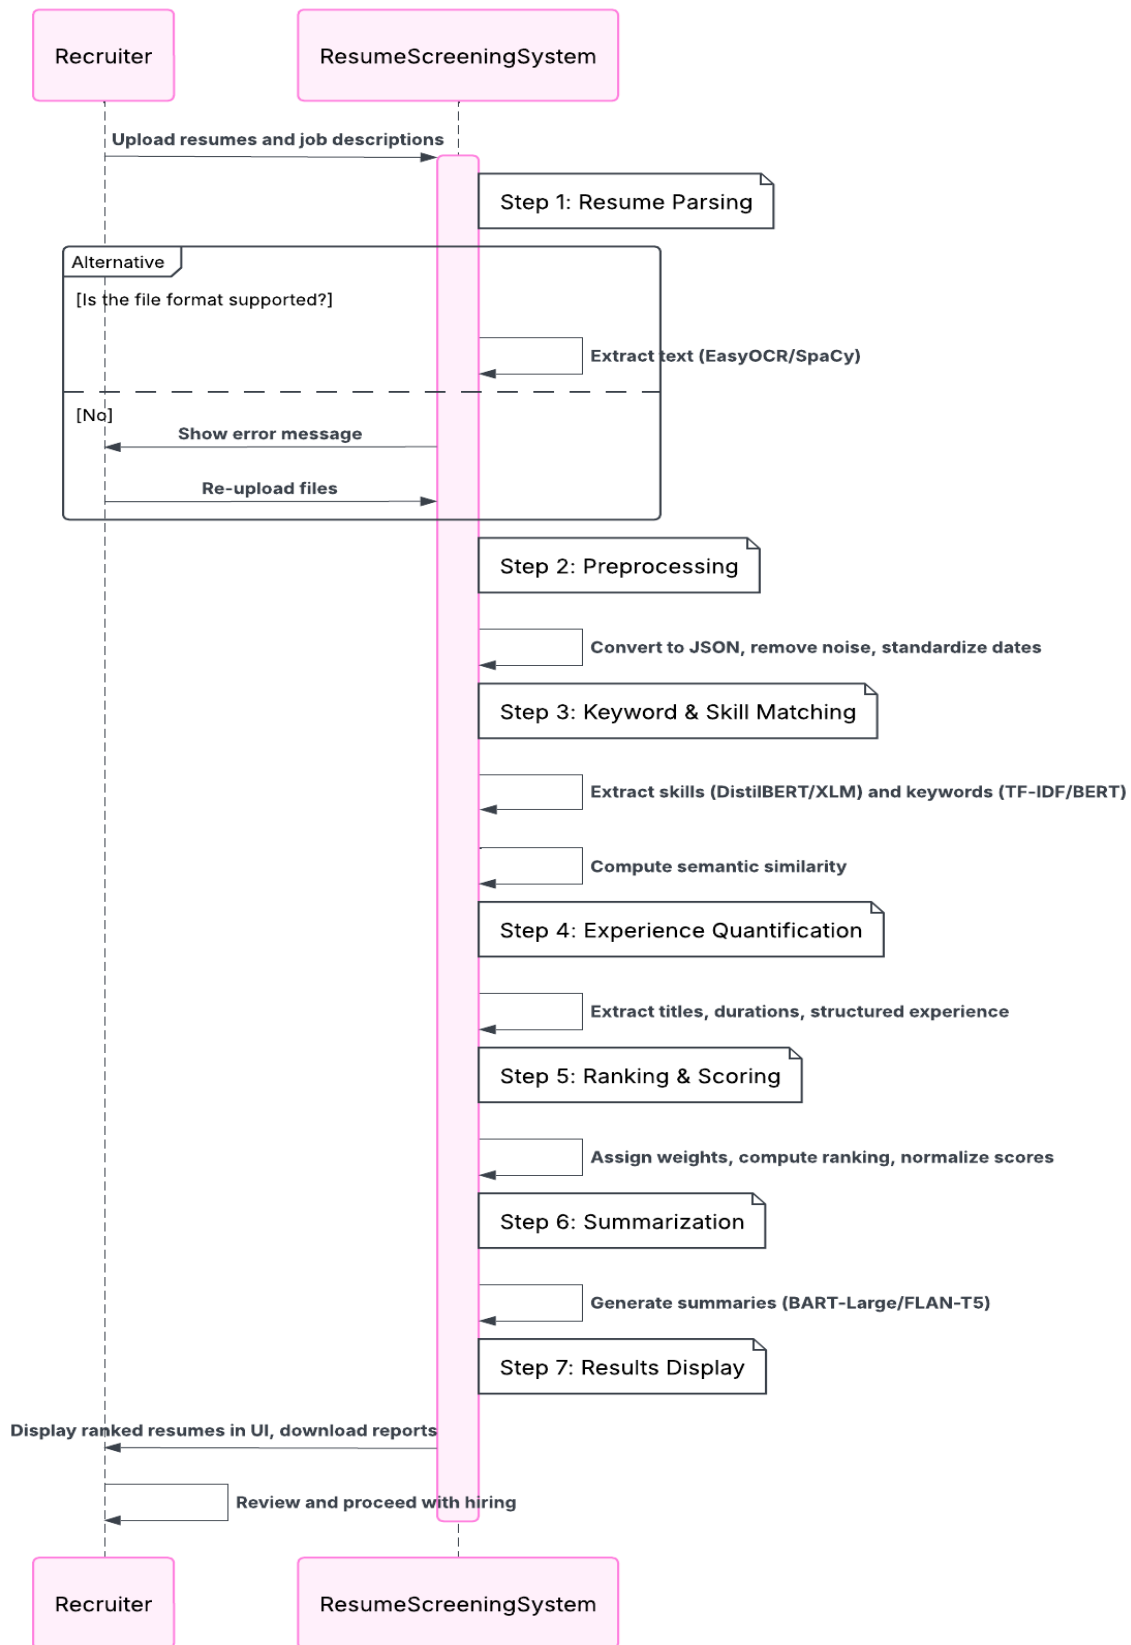 Recruiter
ResumeScreeningSystem
Upload resumes and job descriptions
Step 1: Resume Parsing
Alternative
[Is the file format supported?]
Extract text (EasyOCR/SpaCy)
[No]
Show error message
Re-upload files
Step 2: Preprocessing
Convert to JSON, remove noise, standardize dates
Step 3: Keyword & Skill Matching
Extract skills (DistilBERT/XLM) and keywords (TF-IDF/BERT)
Compute semantic similarity
Step 4: Experience Quantification
Extract titles, durations, structured experience
Step 5: Ranking & Scoring
Assign weights, compute ranking, normalize scores
Step 6: Summarization
Generate summaries (BART-Large/FLAN-T5)
Step 7: Results Display
Display ranked resumes in UI, download reports
Review and proceed with hiring
Recruiter
ResumeScreeningSystem